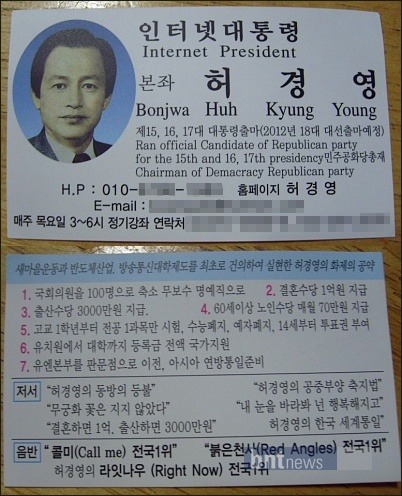 인터넷대통령
Internet President
본좌 허 경 영
Bonjwa Huh Kyung Young
제15, 16, 17대 대통령출마(2012년 18대 대선출마예정)
Ran official Candidate of Republican party
for the 15th and 16, 17th presidency민주공화당총재
Chairman of Demacracy Republican party
H.P : 010- 홈페이지 허경영
E-mail :
매주 목요일 3~6시 정기강좌 연락처
새마을운동과 반도체산업, 방송통신대학제도를 최초로 건의하여 실현한 허경영의 화제의 공약
1. 국회의원을 100명으로 축소 무보수 명예직으로 2. 결혼수당 1억원 지급
3. 출산수당 3000만원 지급. 4. 60세이상 노인수당 매월 70만원 지급
5. 고교 1학년부터 전공 1과목만 시험, 수능폐지, 예자폐지, 14세부터 투표권 부여
6. 유치원에서 대학까지 등록금 전액 국가지원
7. 유엔본부를 판문점으로 이전, 아시아 연방통일준비
저서 "허경영의 동방의 등불" "허경영의 공중부양 축지법"
"무궁화 꽃은 지지 않았다" "내 눈을 바라봐 넌 행복해지고"
"결혼하면 1억, 출산하면 3000만원" 허경영의 한국 세계통일"
음반 "콜미(Call me) 전국1위" "붉은천사(Red Angles) 전국1위"
허경영의 라잇나우 (Right Now) 전국1위"
pnt news